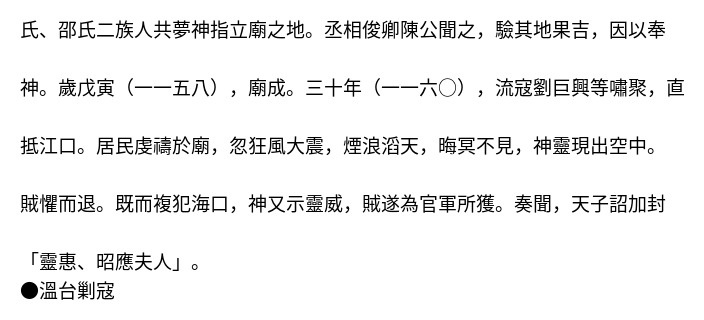 氏、邵氏二族人共夢神指立廟之地。丞相俊卿陳公聞之，驗其地果吉，因以奉
神。歲戊寅（一一五八），廟成。三十年（一一六〇），流寇劉巨興等嘯聚，直
抵江口。居民虔禱於廟，忽狂風大震，煙浪滔天，晦冥不見，神靈現出空中。
賊懼而退。既而複犯海口，神又示靈威，賊遂為官軍所獲。奏聞，天子詔加封
「靈惠、昭應夫人」。
●溫台剿寇